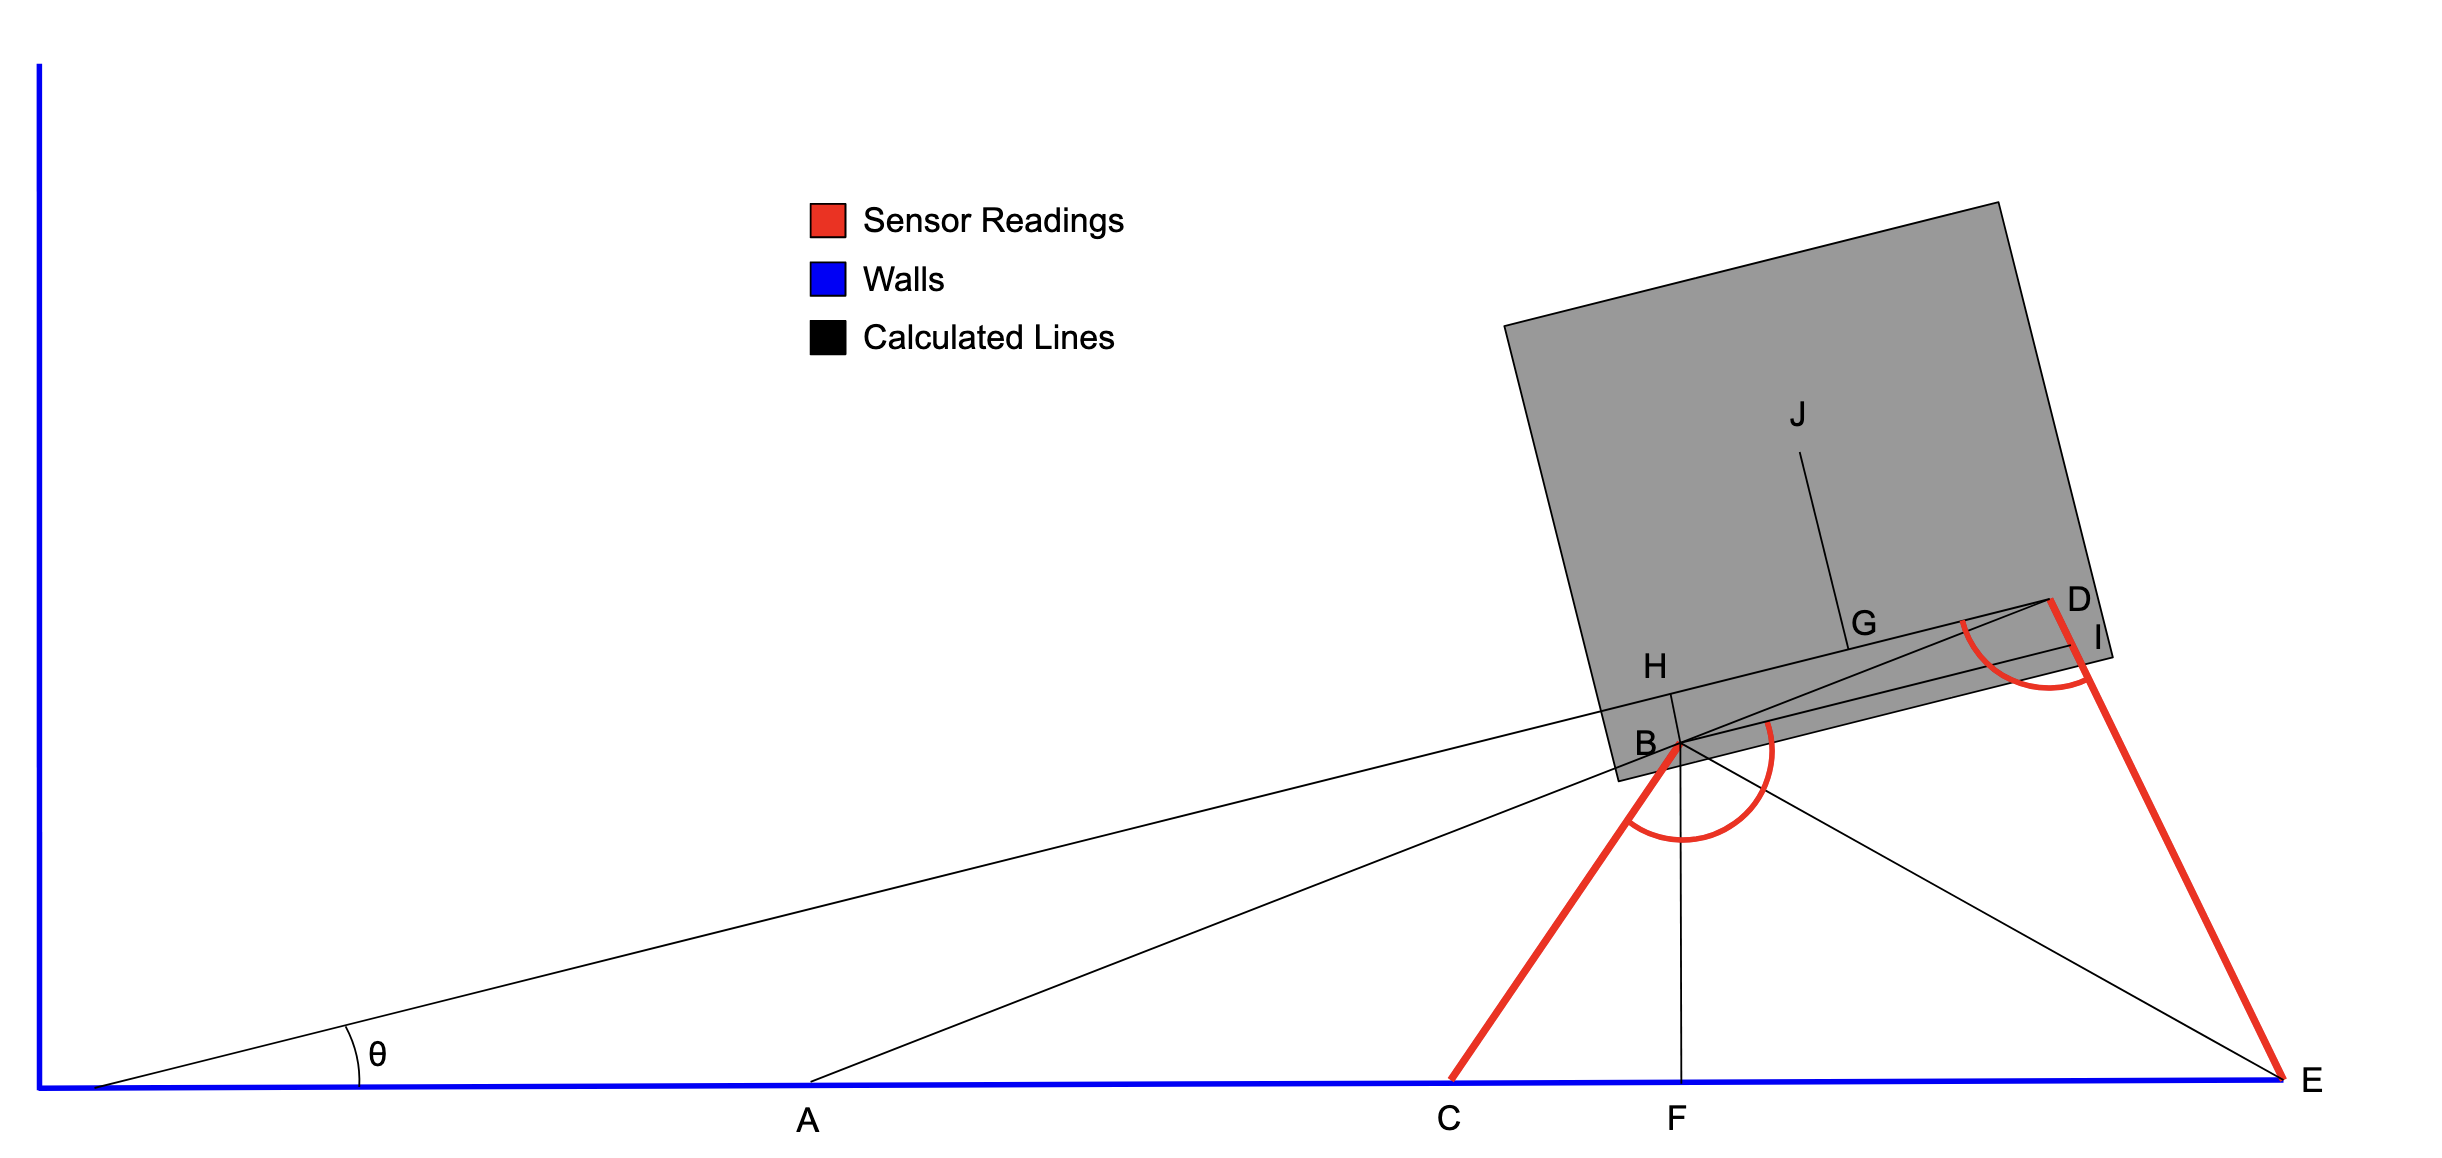 Sensor Readings
Walls
Calculated Lines
J
D
G
I
H
B
θ
E
A
C
F